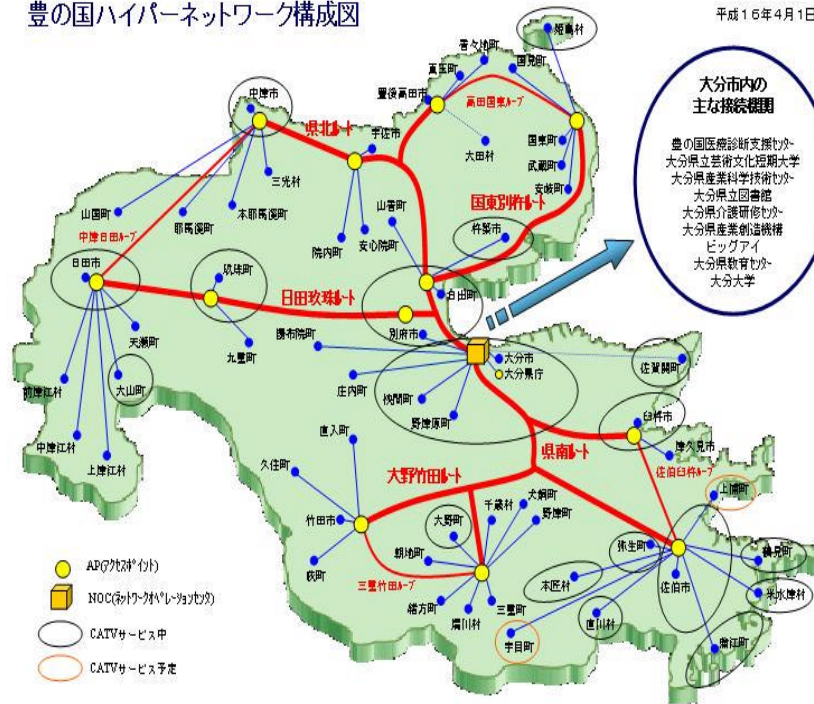 豊の国ハイパーネットワーク構成図
平成16年4月1日
姫島村
香々地町
国見町
真玉町
豊後高田市
高田国東ループ
中津市
県北ルート
宇佐市
大田村
国東町
武蔵町
安岐町
三光村
山香町
国東別杵ルート
山国町
耶馬溪町
本耶馬溪町
院内町
安心院町
杵築市
中津日田ループ
日田市
玖珠町
日田玖珠ルート
日出町
別府市
天瀬町
九重町
湯布院町
大分市
大分県庁
佐賀関町
前津江村
大山町
庄内町
挾間町
野津原町
臼杵市
中津江村
上津江村
直入町
県南ルート
津久見市
久住町
大野竹田ルート
佐伯臼杵ループ
上浦町
竹田市
大野町
千歳村
犬飼町
野津町
朝地町
弥生町
鶴見町
荻町
三重竹田ループ
本匠村
佐伯市
米水津村
緒方町
清川村
三重町
直川村
宇目町
蒲江町
大分市内の
主な接続機関
豊の国医療診断支援センター
大分県立芸術文化短期大学
大分県産業科学技術センター
大分県立図書館
大分県介護研修センター
大分県産業創造機構
ビッグアイ
大分県教育センター
大分大学
AP(アクセスポイント)
NOC(ネットワークオペレーションセンタ)
CATVサービス中
CATVサービス予定